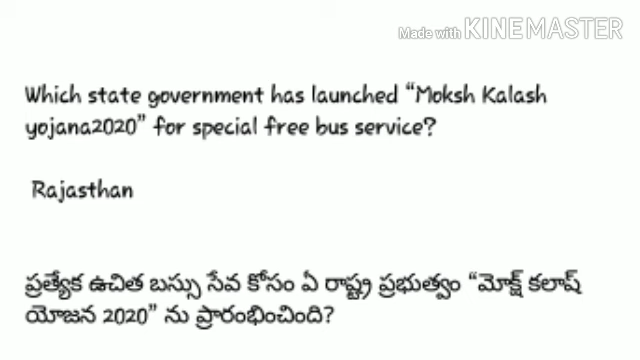 Made with KINEMASTER
Which state government has launched “Moksh Kalash
yojana2020” for special free bus service?
Rajasthan
ప్రత్యేక ఉచిత బస్సు సేవ కోసం ఏ రాష్ట్ర ప్రభుత్వం “మోక్ష్ కలాష్
యోజన 2020” ను ప్రారంభించింది?